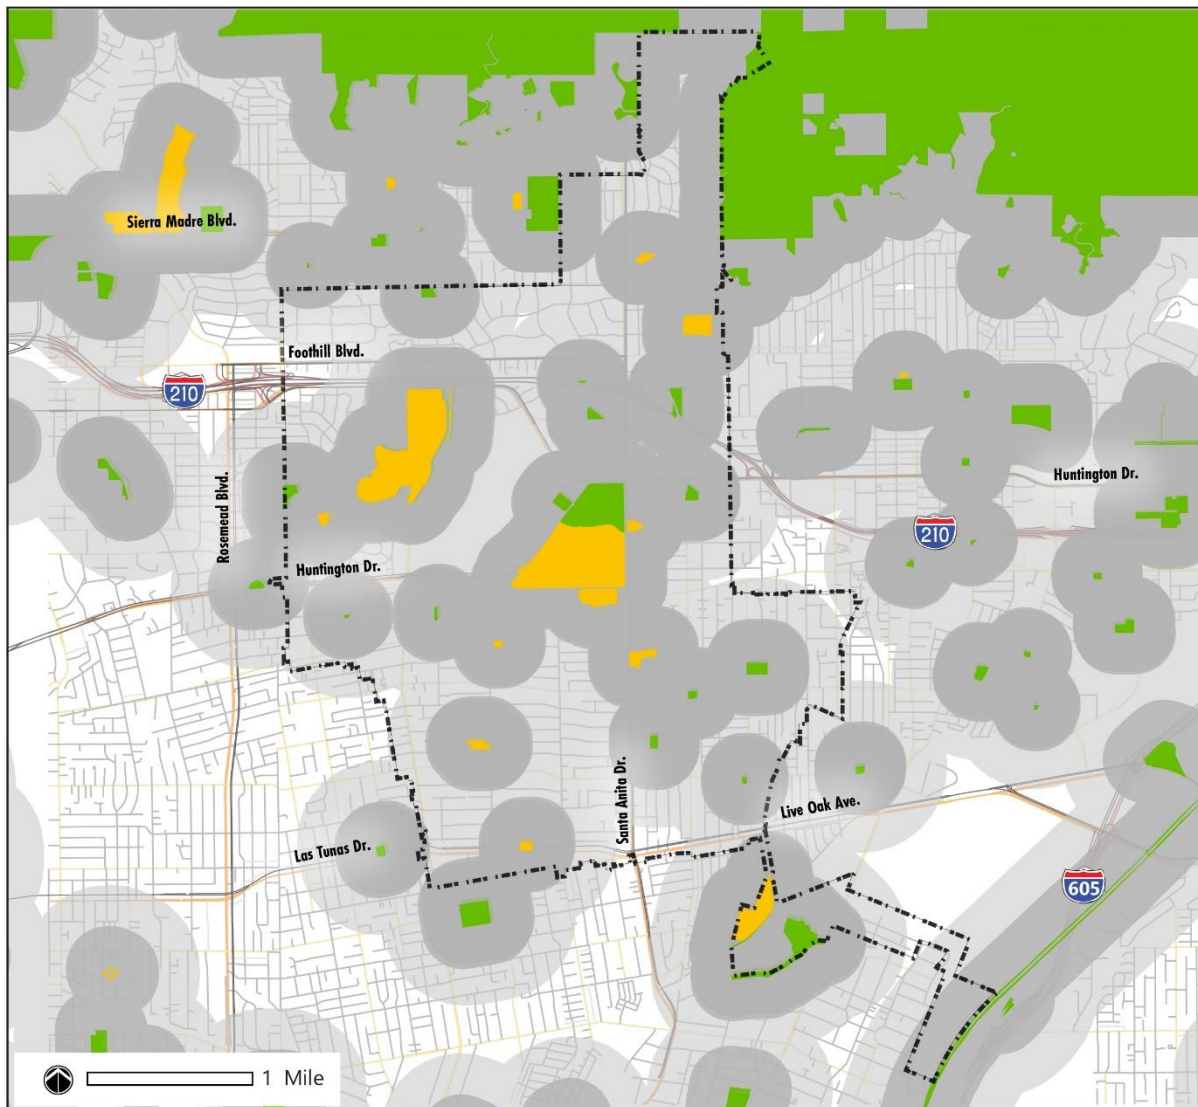 Sierra Madre Blvd.
Foothill Blvd.
210
Rosemead Blvd.
Huntington Dr.
210
Huntington Dr.
Santa Anita Dr.
Live Oak Ave.
Las Tunas Dr.
605
1 Mile